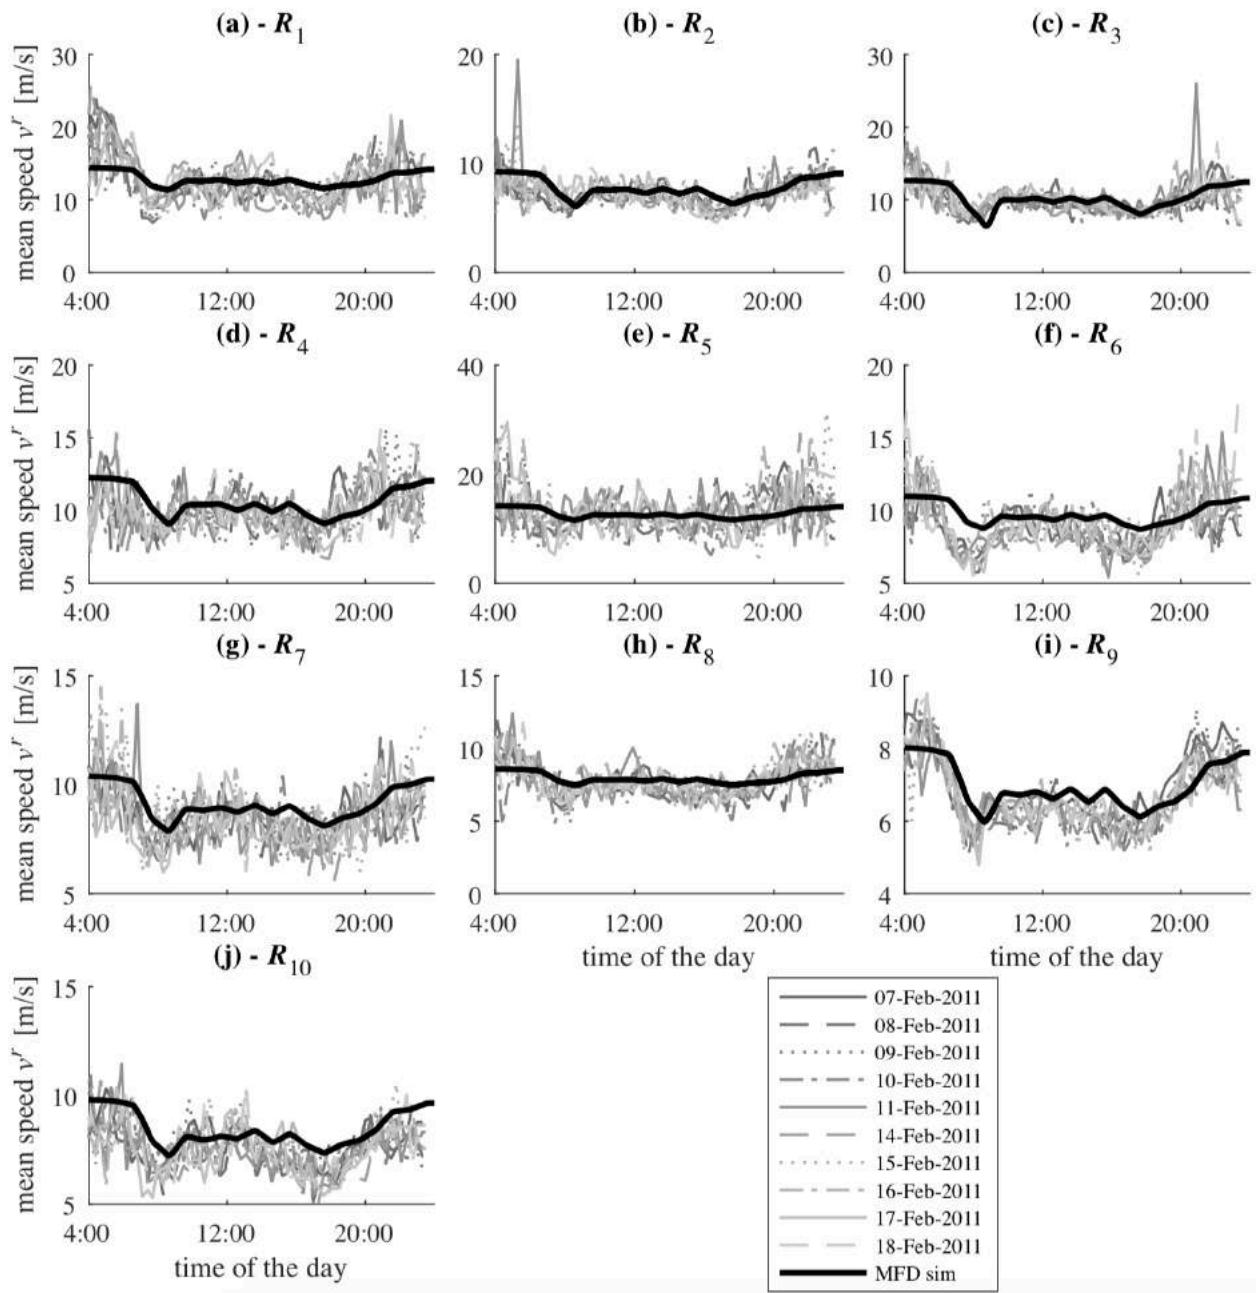 (a) - R1 (b) - R2 (c) - R3
mean speed v^r [m/s]
30 20 10 0
4:00 12:00 20:00
20 10 0
4:00 12:00 20:00
30 20 10 0
4:00 12:00 20:00
(d) - R4 (e) - R5 (f) - R6
mean speed v^r [m/s]
20 15 10 5
4:00 12:00 20:00
40 20 0
4:00 12:00 20:00
20 15 10 5
4:00 12:00 20:00
(g) - R7 (h) - R8 (i) - R9
mean speed v^r [m/s]
15 10 5
4:00 12:00 20:00
15 10 5 0
4:00 12:00 20:00
time of the day
10 8 6 4
4:00 12:00 20:00
time of the day
(j) - R10
mean speed v^r [m/s]
15 10 5
4:00 12:00 20:00
time of the day
07-Feb-2011
08-Feb-2011
09-Feb-2011
10-Feb-2011
11-Feb-2011
14-Feb-2011
15-Feb-2011
16-Feb-2011
17-Feb-2011
18-Feb-2011
MFD sim